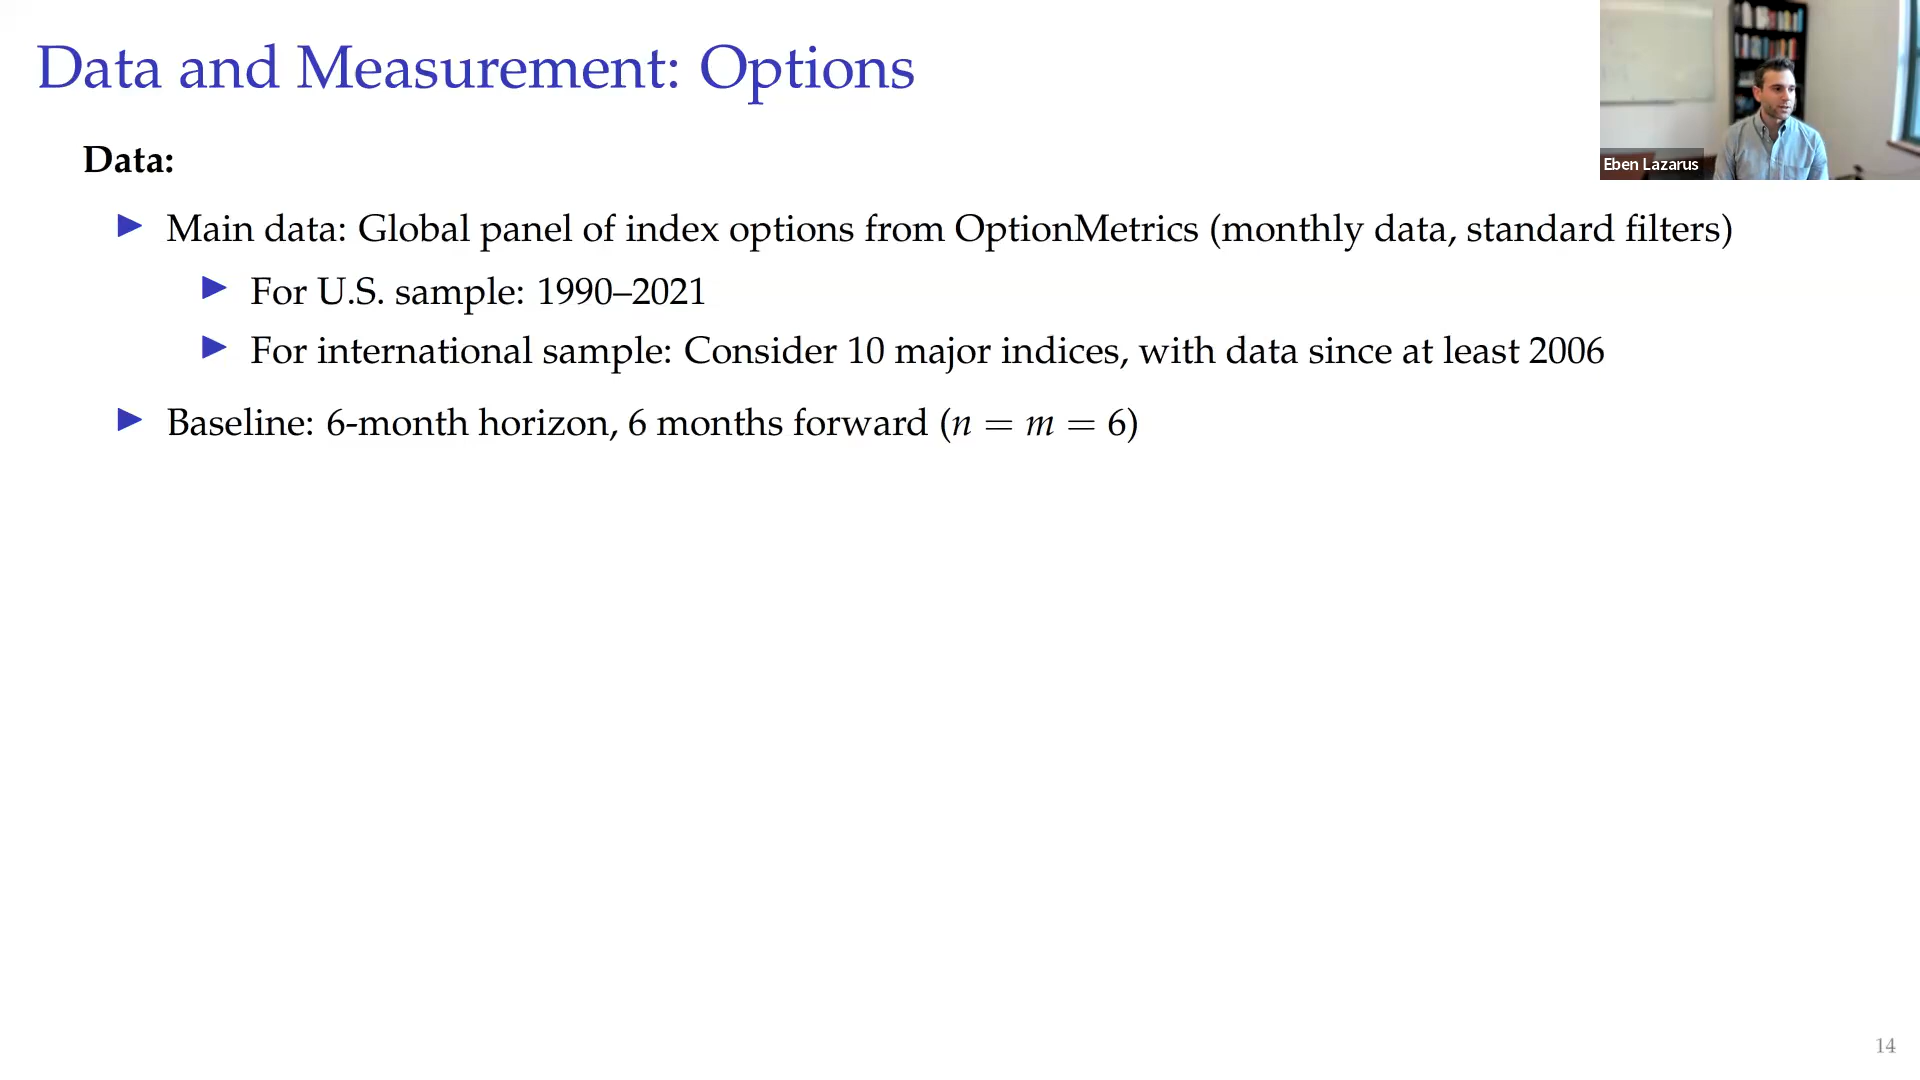 Data and Measurement: Options
Eben Lazarus
Data:
▶ Main data: Global panel of index options from OptionMetrics (monthly data, standard filters)
▶ For U.S. sample: 1990–2021
▶ For international sample: Consider 10 major indices, with data since at least 2006
▶ Baseline: 6-month horizon, 6 months forward (n = m = 6)
14